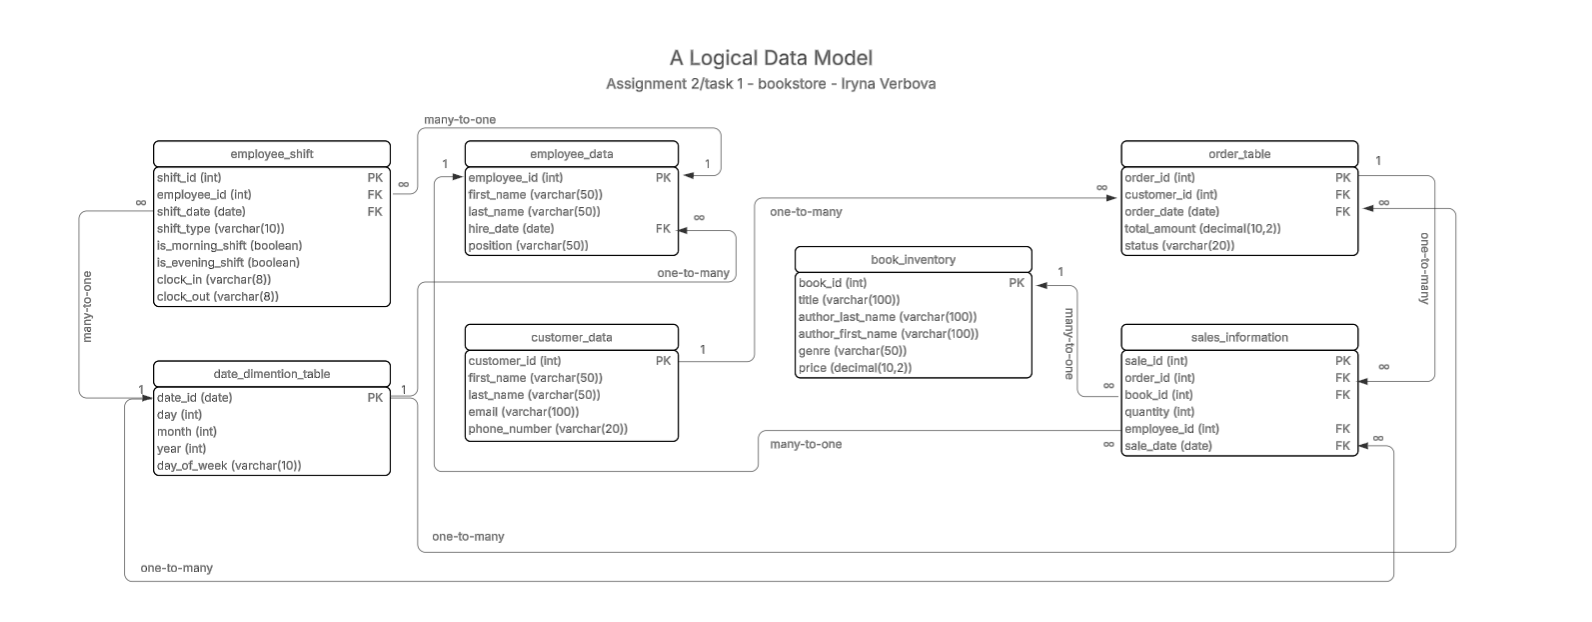 A Logical Data Model
Assignment 2/task 1 - bookstore - Iryna Verbova
many-to-one
employee_shift
shift_id (int) PK
employee_id (int) FK
shift_date (date) FK
shift_type (varchar(10))
is_morning_shift (boolean)
is_evening_shift (boolean)
clock_in (varchar(8))
clock_out (varchar(8))
∞
∞
many-to-one
employee_data
employee_id (int) PK
first_name (varchar(50))
last_name (varchar(50))
hire_date (date) FK
position (varchar(50))
1
1
∞
one-to-many
order_table
order_id (int) PK
customer_id (int) FK
order_date (date) FK
total_amount (decimal(10,2))
status (varchar(20))
1
∞
∞
one-to-many
one-to-many
book_inventory
book_id (int) PK
title (varchar(100))
author_last_name (varchar(100))
author_first_name (varchar(100))
genre (varchar(50))
price (decimal(10,2))
1
many-to-one
∞
customer_data
customer_id (int) PK
first_name (varchar(50))
last_name (varchar(50))
email (varchar(100))
phone_number (varchar(20))
1
sales_information
sale_id (int) PK
order_id (int) FK
book_id (int) FK
quantity (int)
employee_id (int) FK
sale_date (date) FK
∞
∞
∞
many-to-one
date_dimention_table
date_id (date) PK
day (int)
month (int)
year (int)
day_of_week (varchar(10))
1
1
one-to-many
one-to-many